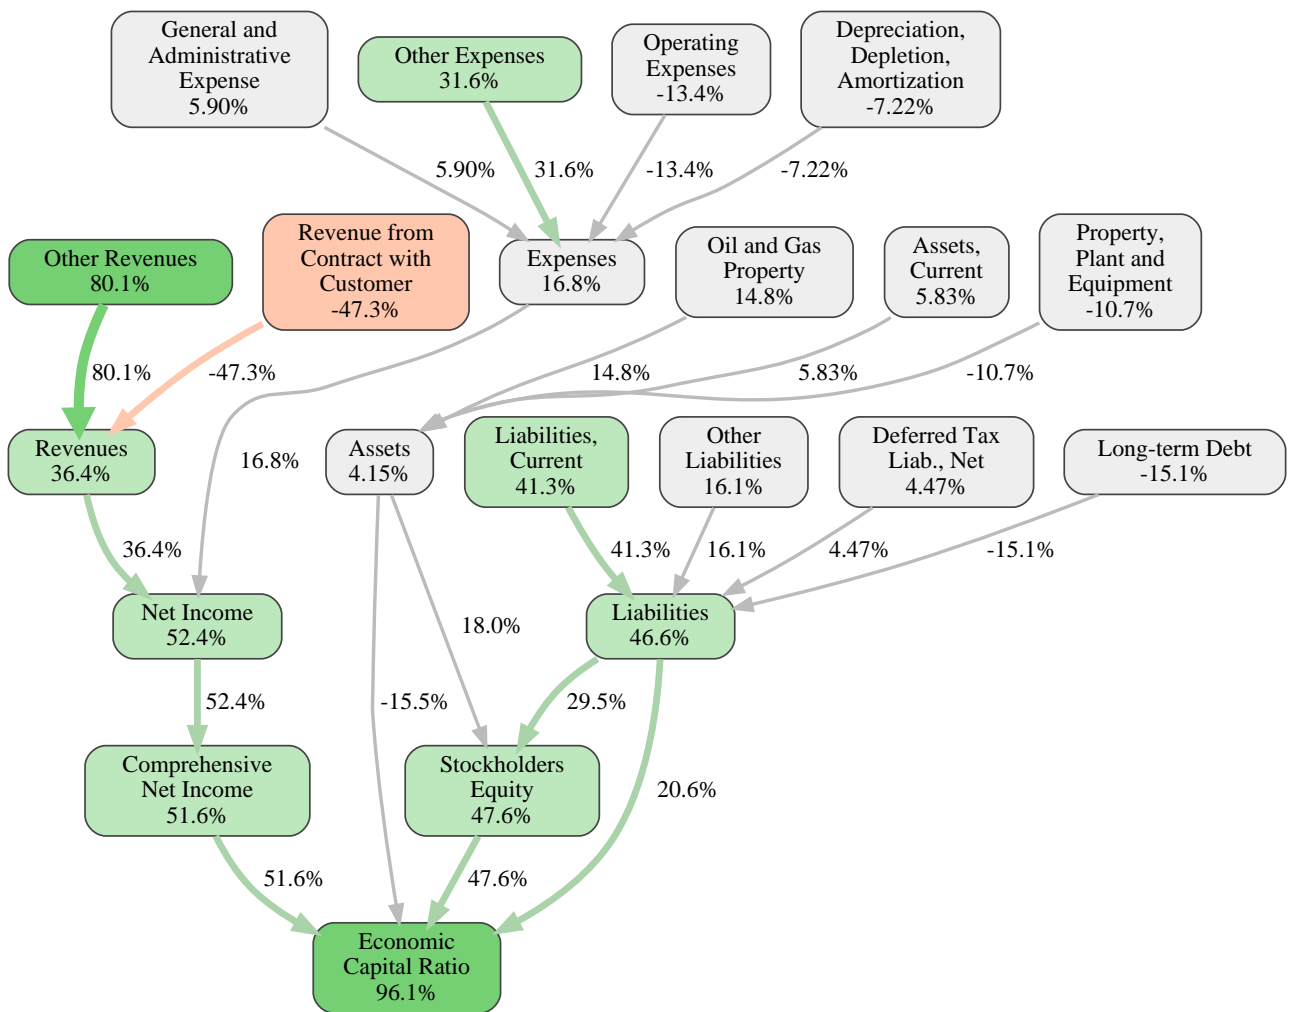 General and
Administrative
Expense
5.90%
Other Expenses
31.6%
Operating
Expenses
-13.4%
Depreciation,
Depletion,
Amortization
-7.22%
5.90%
31.6%
-13.4%
-7.22%
Other Revenues
80.1%
Revenue from
Contract with
Customer
-47.3%
Expenses
16.8%
Oil and Gas
Property
14.8%
Assets,
Current
5.83%
Property,
Plant and
Equipment
-10.7%
80.1%
-47.3%
14.8%
5.83%
-10.7%
Revenues
36.4%
16.8%
Assets
4.15%
Liabilities,
Current
41.3%
Other
Liabilities
16.1%
Deferred Tax
Liab., Net
4.47%
Long-term Debt
-15.1%
36.4%
41.3%
16.1%
4.47%
-15.1%
Net Income
52.4%
18.0%
Liabilities
46.6%
52.4%
-15.5%
29.5%
Comprehensive
Net Income
51.6%
Stockholders
Equity
47.6%
20.6%
51.6%
47.6%
Economic
Capital Ratio
96.1%